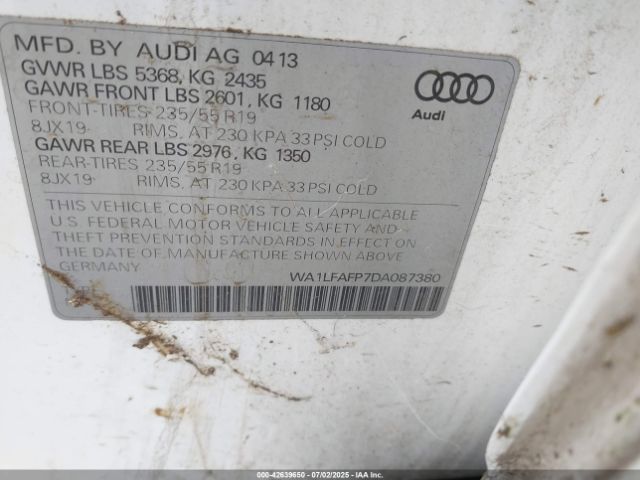 MFD. BY AUDI AG 04 13
GVWR LBS 5368, KG 2435
GAWR FRONT LBS 2601, KG 1180
FRONT-TIRES 235/55 R19
8JX19 RIMS, AT 230 KPA 33 PSI COLD
GAWR REAR LBS 2976, KG 1350
REAR-TIRES 235/55 R19
8JX19 RIMS, AT 230 KPA 33 PSI COLD
Audi
THIS VEHICLE CONFORMS TO ALL APPLICABLE
U.S. FEDERAL MOTOR VEHICLE SAFETY AND
THEFT PREVENTION STANDARDS IN EFFECT ON
THE DATE OF MANUFACTURE SHOWN ABOVE
GERMANY WA1LFAFP7DA087380
000-42639650 | 07/02/2025 | COPART.COM